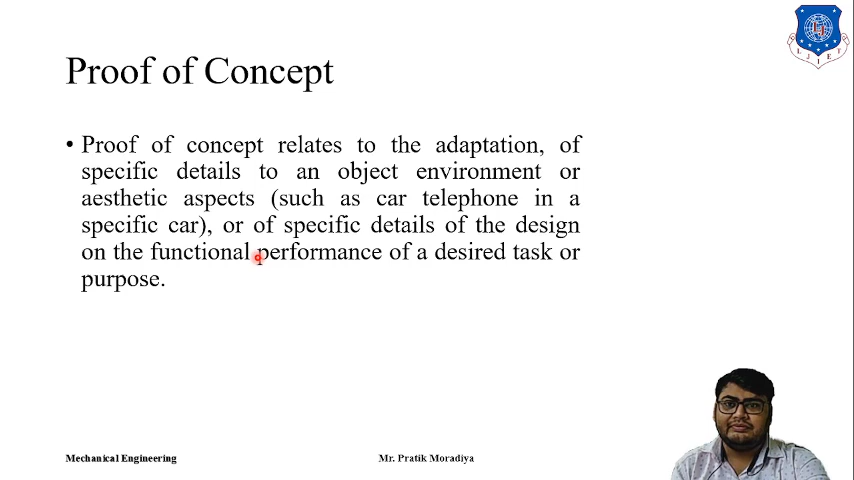 Proof of Concept
• Proof of concept relates to the adaptation, of
specific details to an object environment or
aesthetic aspects (such as car telephone in a
specific car), or of specific details of the design
on the functional performance of a desired task or
purpose.
Mechanical Engineering
Mr. Pratik Moradiya
LJIET